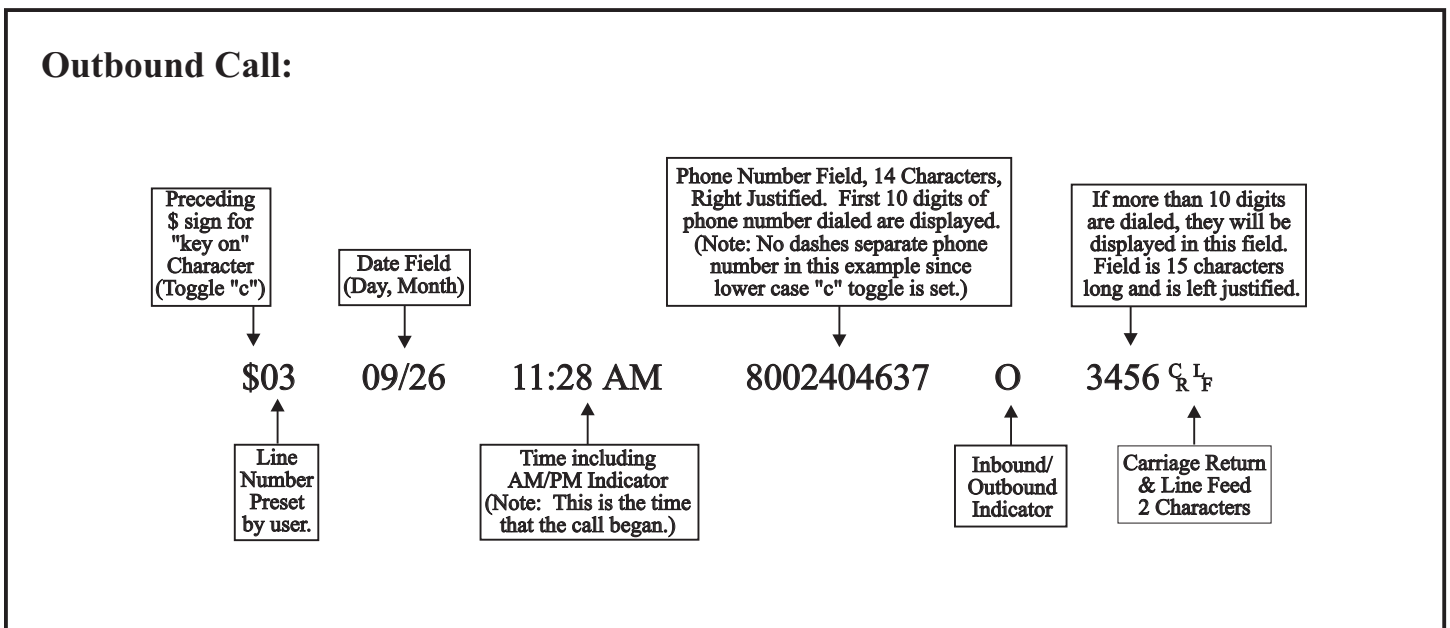 Outbound Call:
Preceding
$ sign for
"key on"
Character
(Toggle "c")
Date Field
(Day, Month)
Phone Number Field, 14 Characters,
Right Justified. First 10 digits of
phone number dialed are displayed.
(Note: No dashes separate phone
number in this example since
lower case "c" toggle is set.)
If more than 10 digits
are dialed, they will be
displayed in this field.
Field is 15 characters
long and is left justified.
$03 09/26 11:28 AM 8002404637 O 3456 CR LF
Line
Number
Preset
by user.
Time including
AM/PM Indicator
(Note: This is the time
that the call began.)
Inbound/
Outbound
Indicator
Carriage Return
& Line Feed
2 Characters